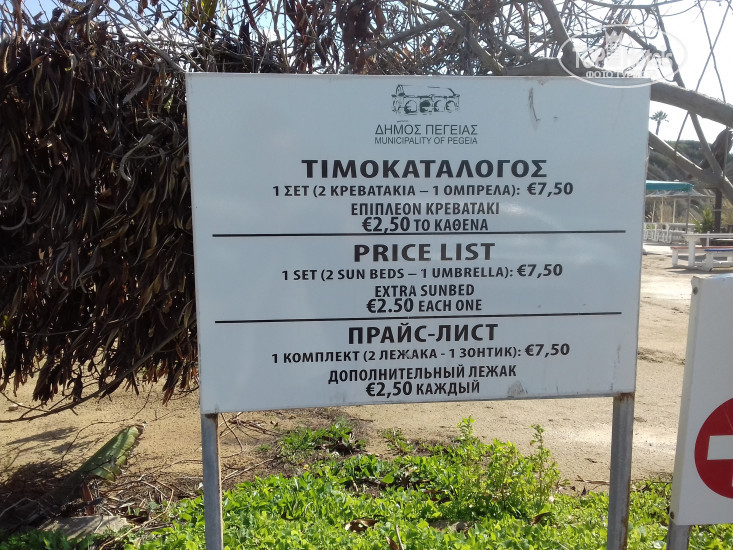 ΔΗΜΟΣ ΠΕΓΕΙΑΣ
MUNICIPALITY OF PEGEIA
ΤΙΜΟΚΑΤΑΛΟΓΟΣ
1 ΣΕΤ (2 ΚΡΕΒΑΤΑΚΙΑ – 1 ΟΜΠΡΕΛΑ): €7,50
ΕΠΙΠΛΕΟΝ ΚΡΕΒΑΤΑΚΙ
€2,50 ΤΟ ΚΑΘΕΝΑ
PRICE LIST
1 SET (2 SUN BEDS – 1 UMBRELLA): €7,50
EXTRA SUNBED
€2.50 EACH ONE
ПРАЙС-ЛИСТ
1 КОМПЛЕКТ (2 ЛЕЖАКА - 1 ЗОНТИК): €7,50
ДОПОЛНИТЕЛЬНЫЙ ЛЕЖАК
€2,50 КАЖДЫЙ